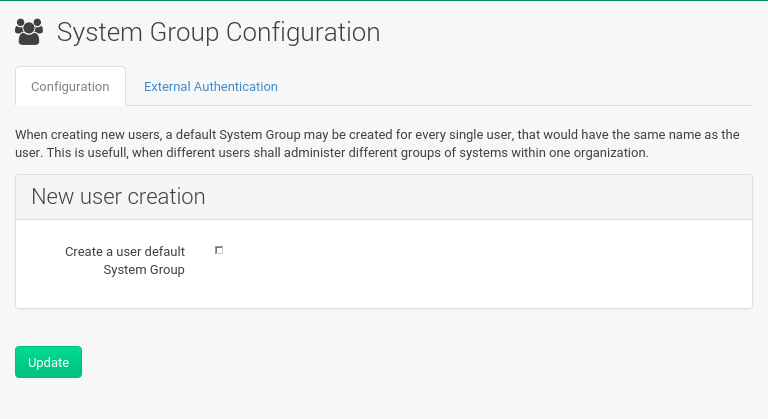 System Group Configuration
Configuration
External Authentication
When creating new users, a default System Group may be created for every single user, that would have the same name as the
user. This is usefull, when different users shall administer different groups of systems within one organization.
New user creation
Create a user default
System Group
Update